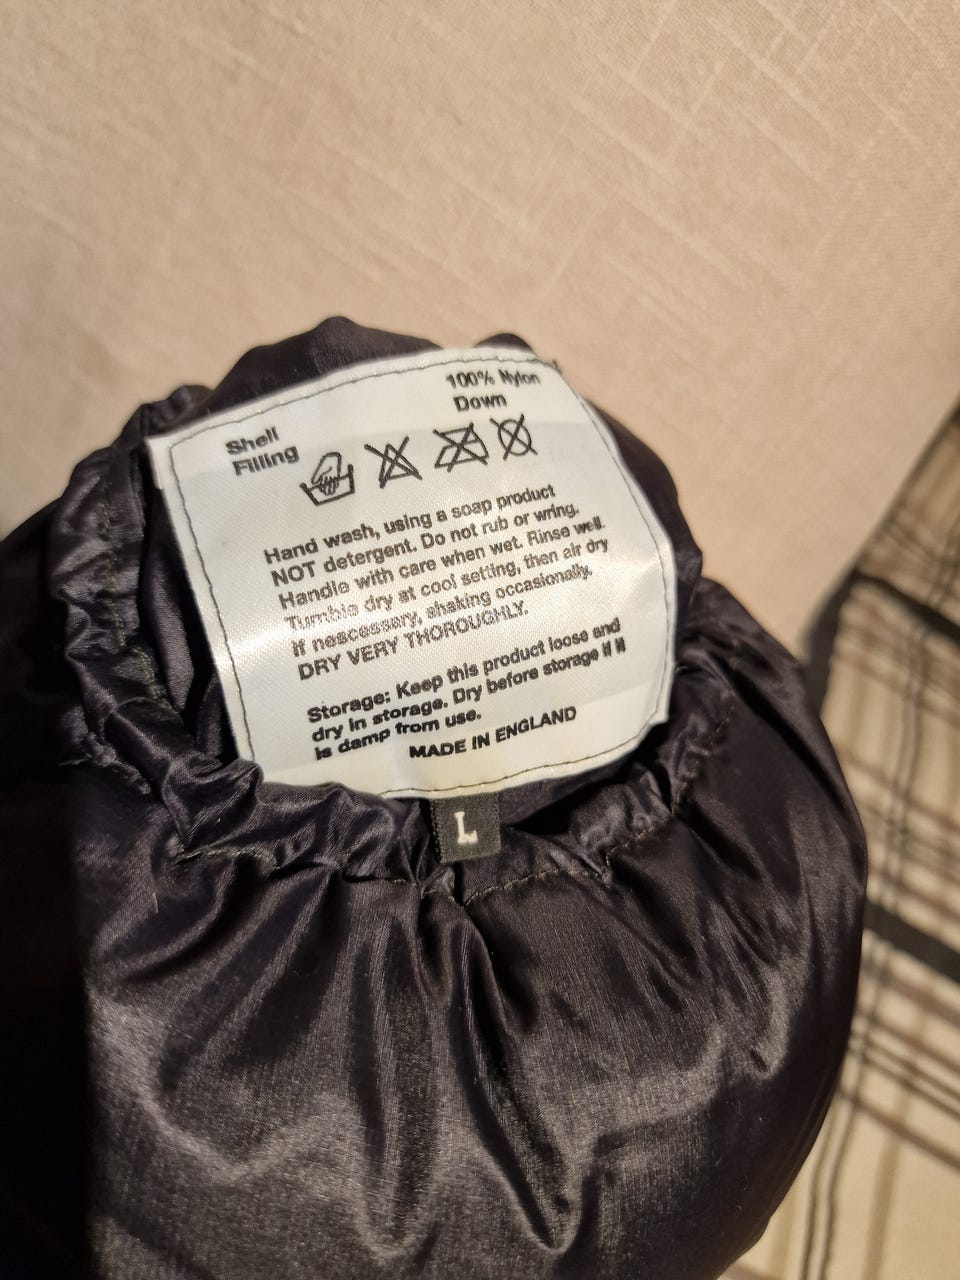 Shell 100% Nylon
Filling Down
Hand wash, using a soap product
NOT detergent. Do not rub or wring.
Handle with care when wet. Rinse well.
Tumble dry at cool setting, then air dry
if nescessary, shaking occasionally.
DRY VERY THOROUGHLY.
Storage: Keep this product loose and
dry in storage. Dry before storage if it
is damp from use.
MADE IN ENGLAND
L